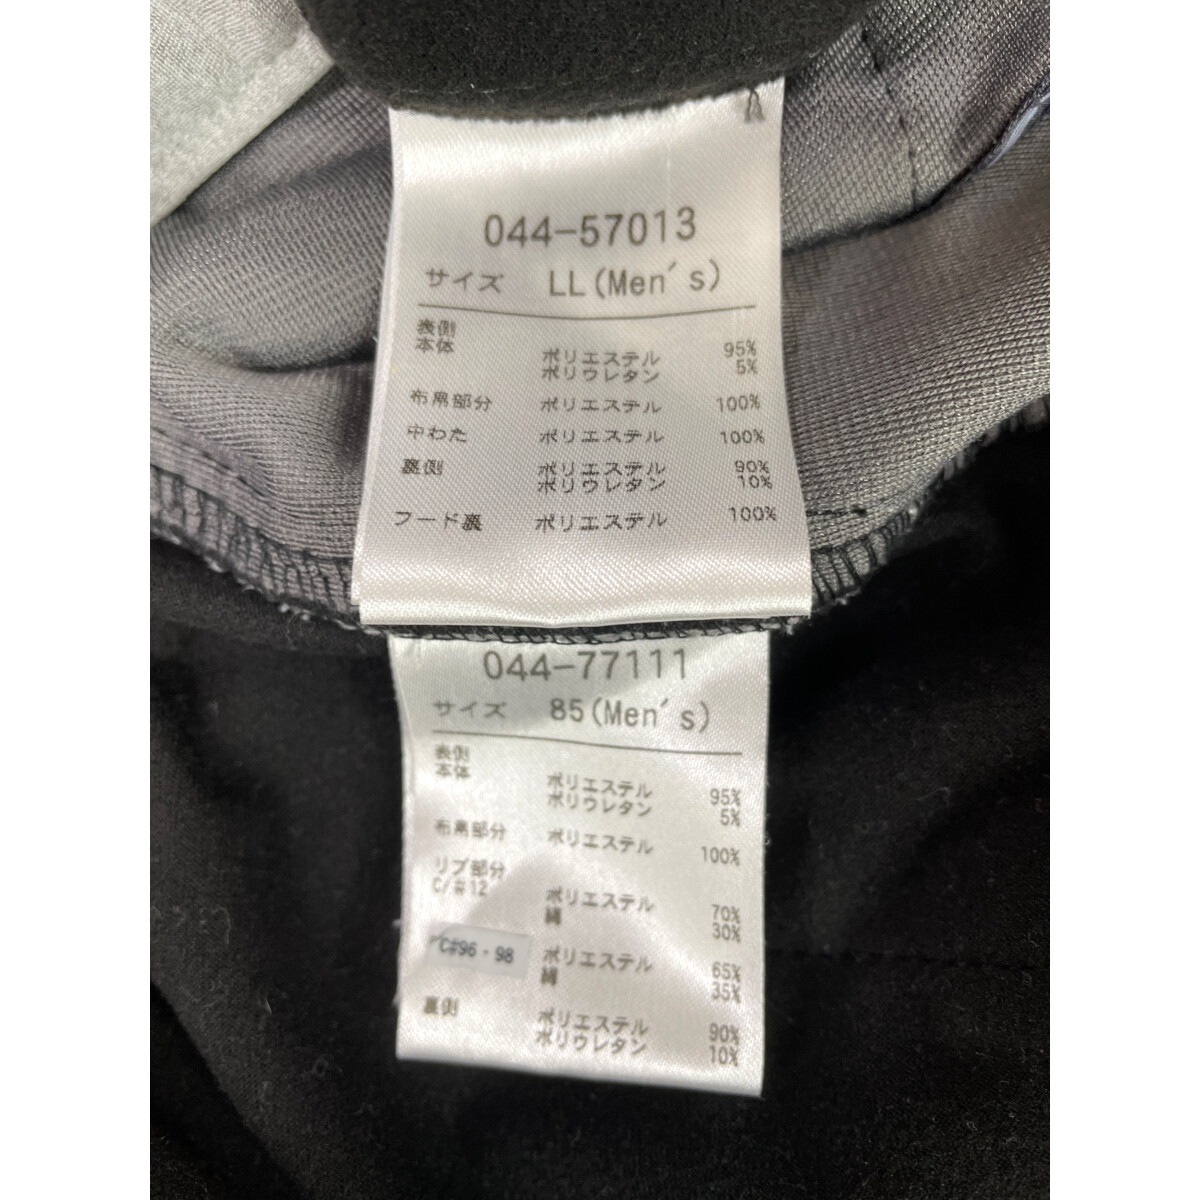 044-57013
サイズ LL(Men's)
表側
本体 ポリエステル 95%
ポリウレタン 5%
布帛部分 ポリエステル 100%
中わた ポリエステル 100%
裏側 ポリエステル 90%
ポリウレタン 10%
フード裏 ポリエステル 100%
044-77111
サイズ 85(Men's)
表側
本体 ポリエステル 95%
ポリウレタン 5%
布帛部分 ポリエステル 100%
リブ部分
C/#12 ポリエステル 70%
綿 30%
C#96・98 ポリエステル 65%
綿 35%
裏側 ポリエステル 90%
ポリウレタン 10%